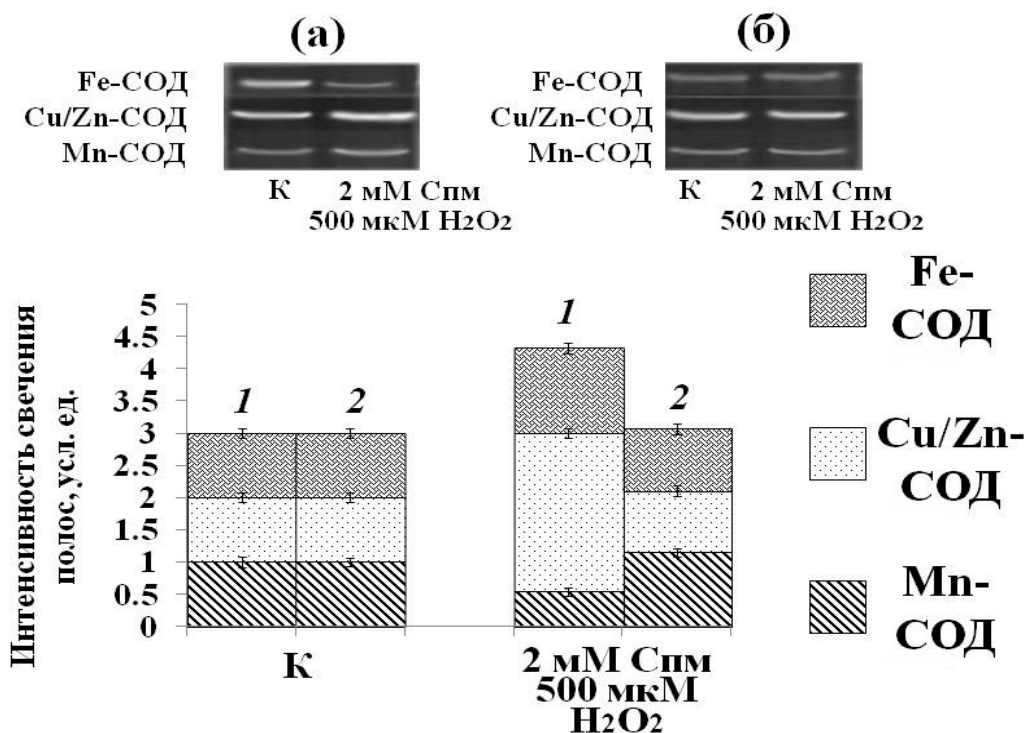 (а)
Fe-СОД
Cu/Zn-СОД
Mn-СОД
К 2 мМ Спм
500 мкМ H2O2
(б)
Fe-СОД
Cu/Zn-СОД
Mn-СОД
К 2 мМ Спм
500 мкМ H2O2
Интенсивность свечения
полос, усл. ед.
5
4.5
4
3.5
3
2.5
2
1.5
1
0.5
0
1 2
1
2
К
2 мМ Спм
500 мкМ
H2O2
Fe-
СОД
Cu/Zn-
СОД
Mn-
СОД